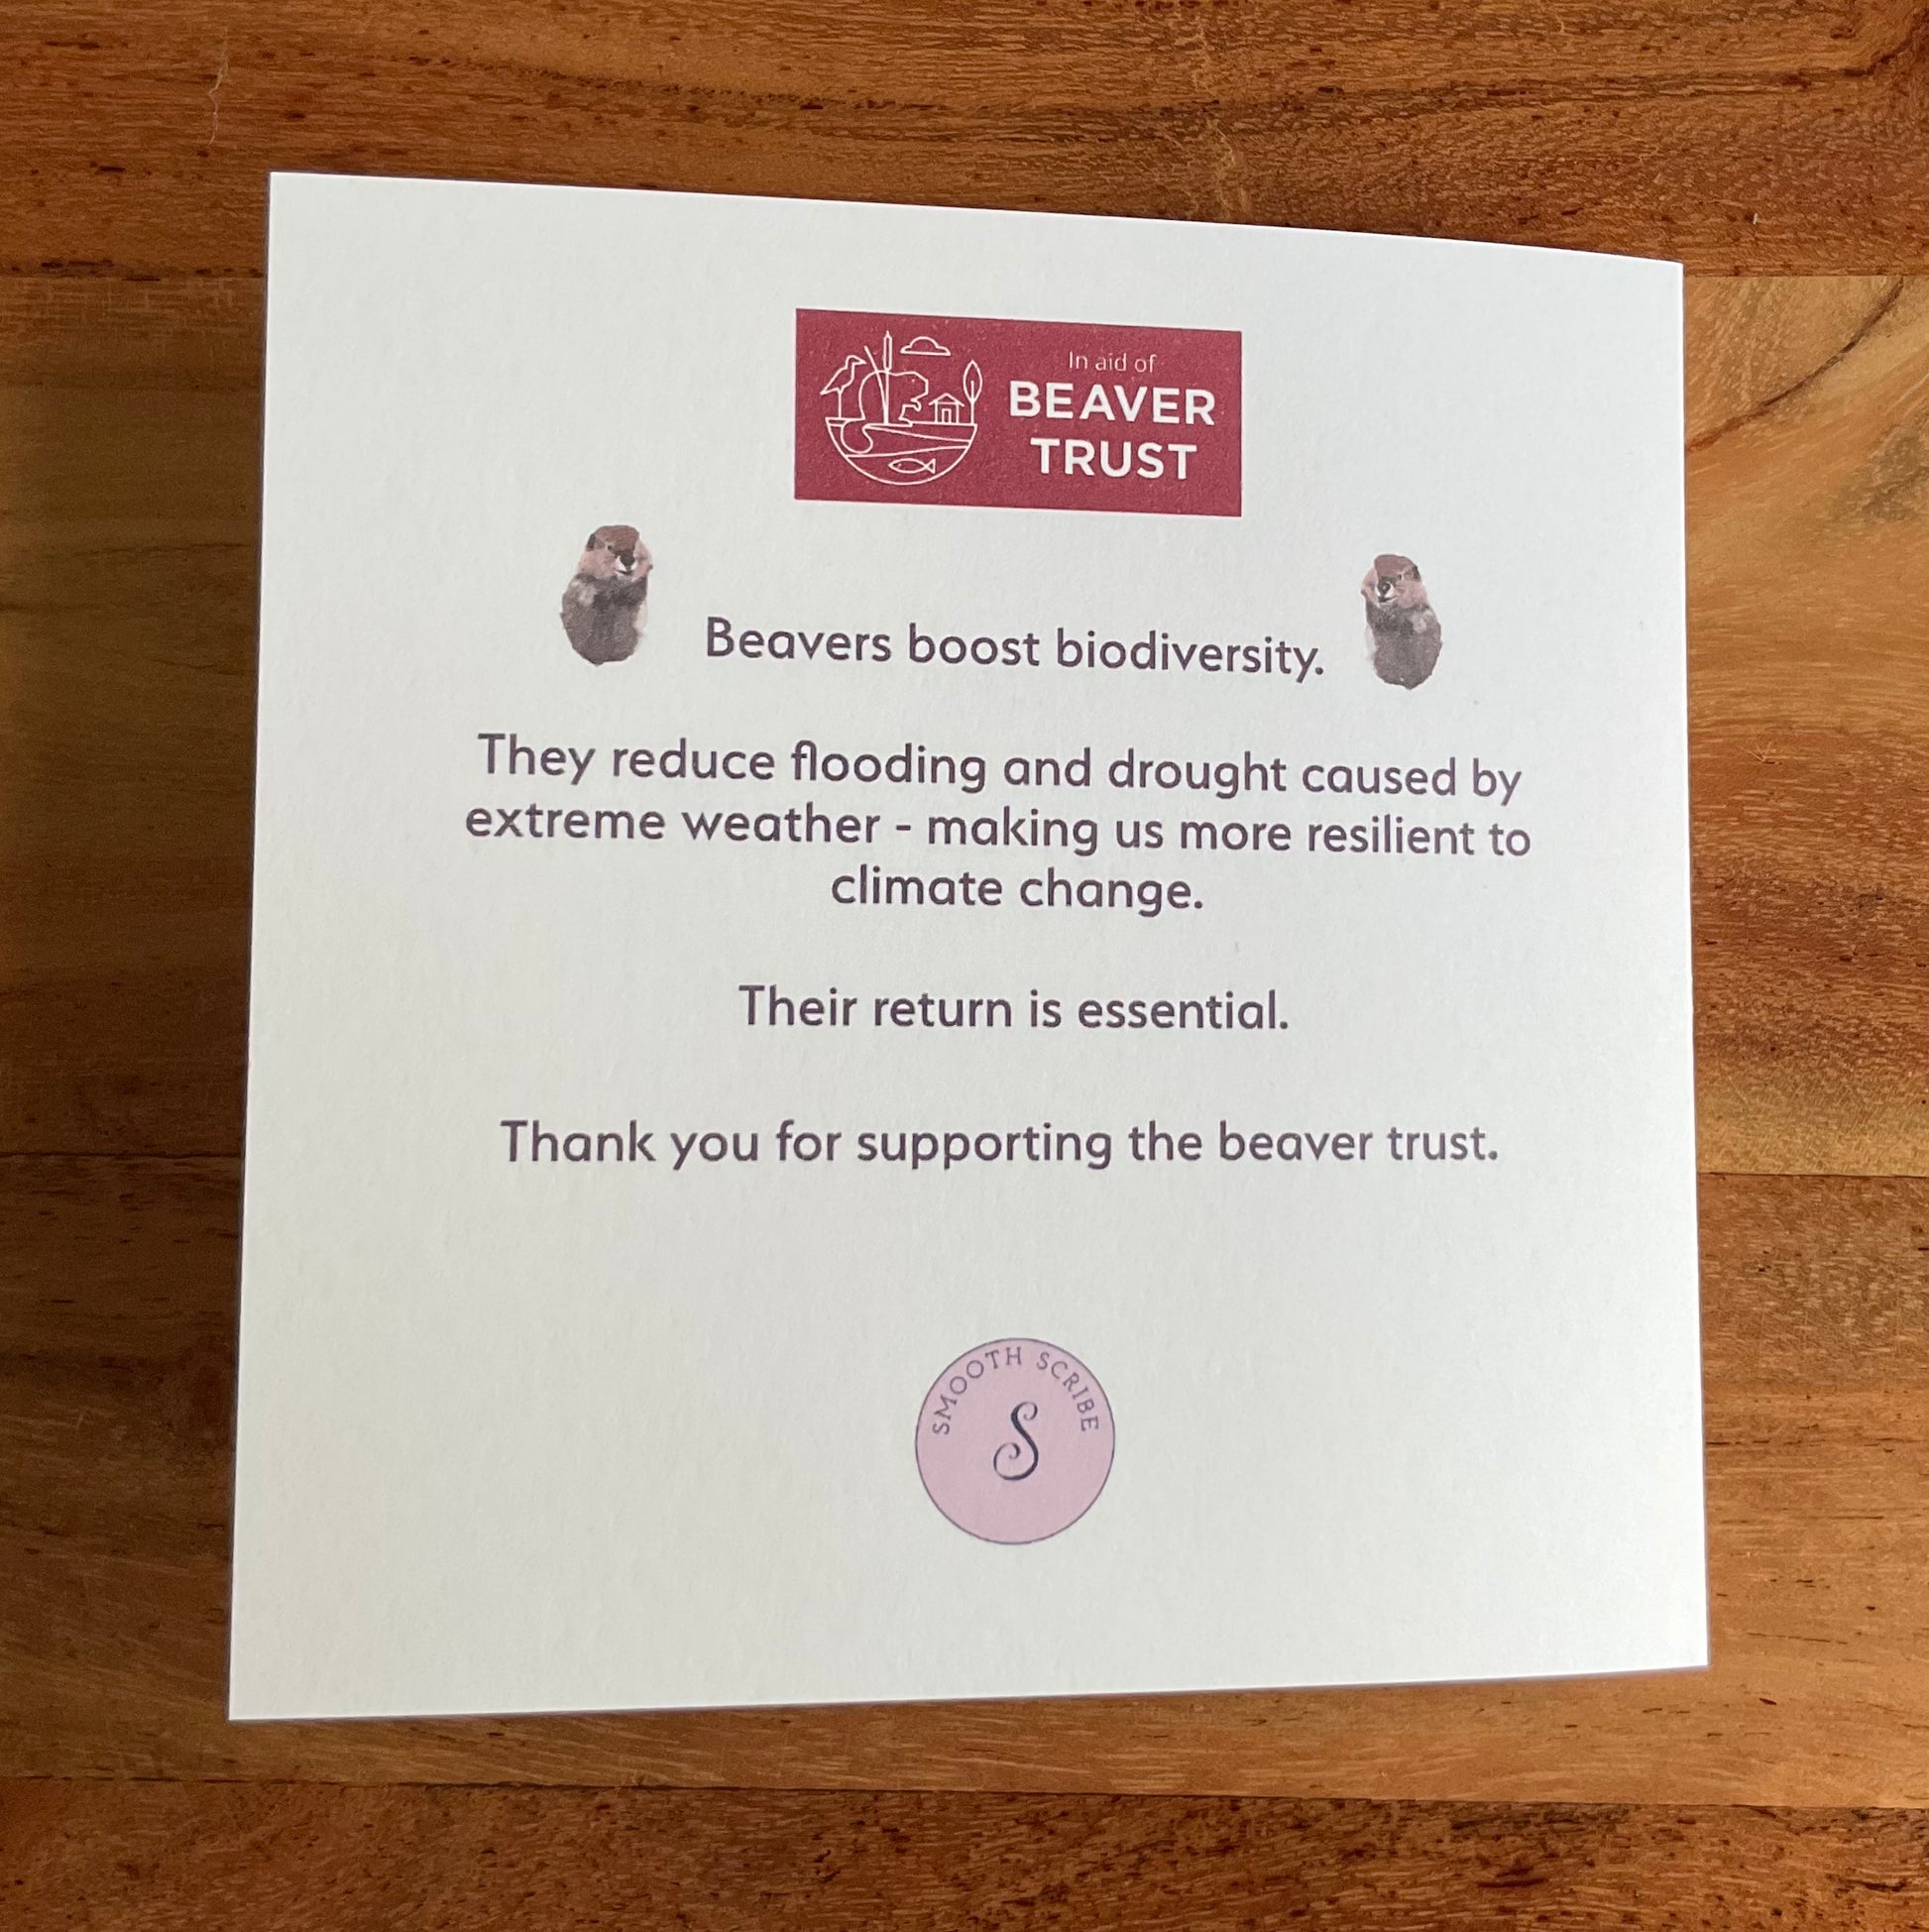 In aid of
BEAVER
TRUST
Beavers boost biodiversity.
They reduce flooding and drought caused by
extreme weather - making us more resilient to
climate change.
Their return is essential.
Thank you for supporting the beaver trust.
SMOOTH SCRIBE
S